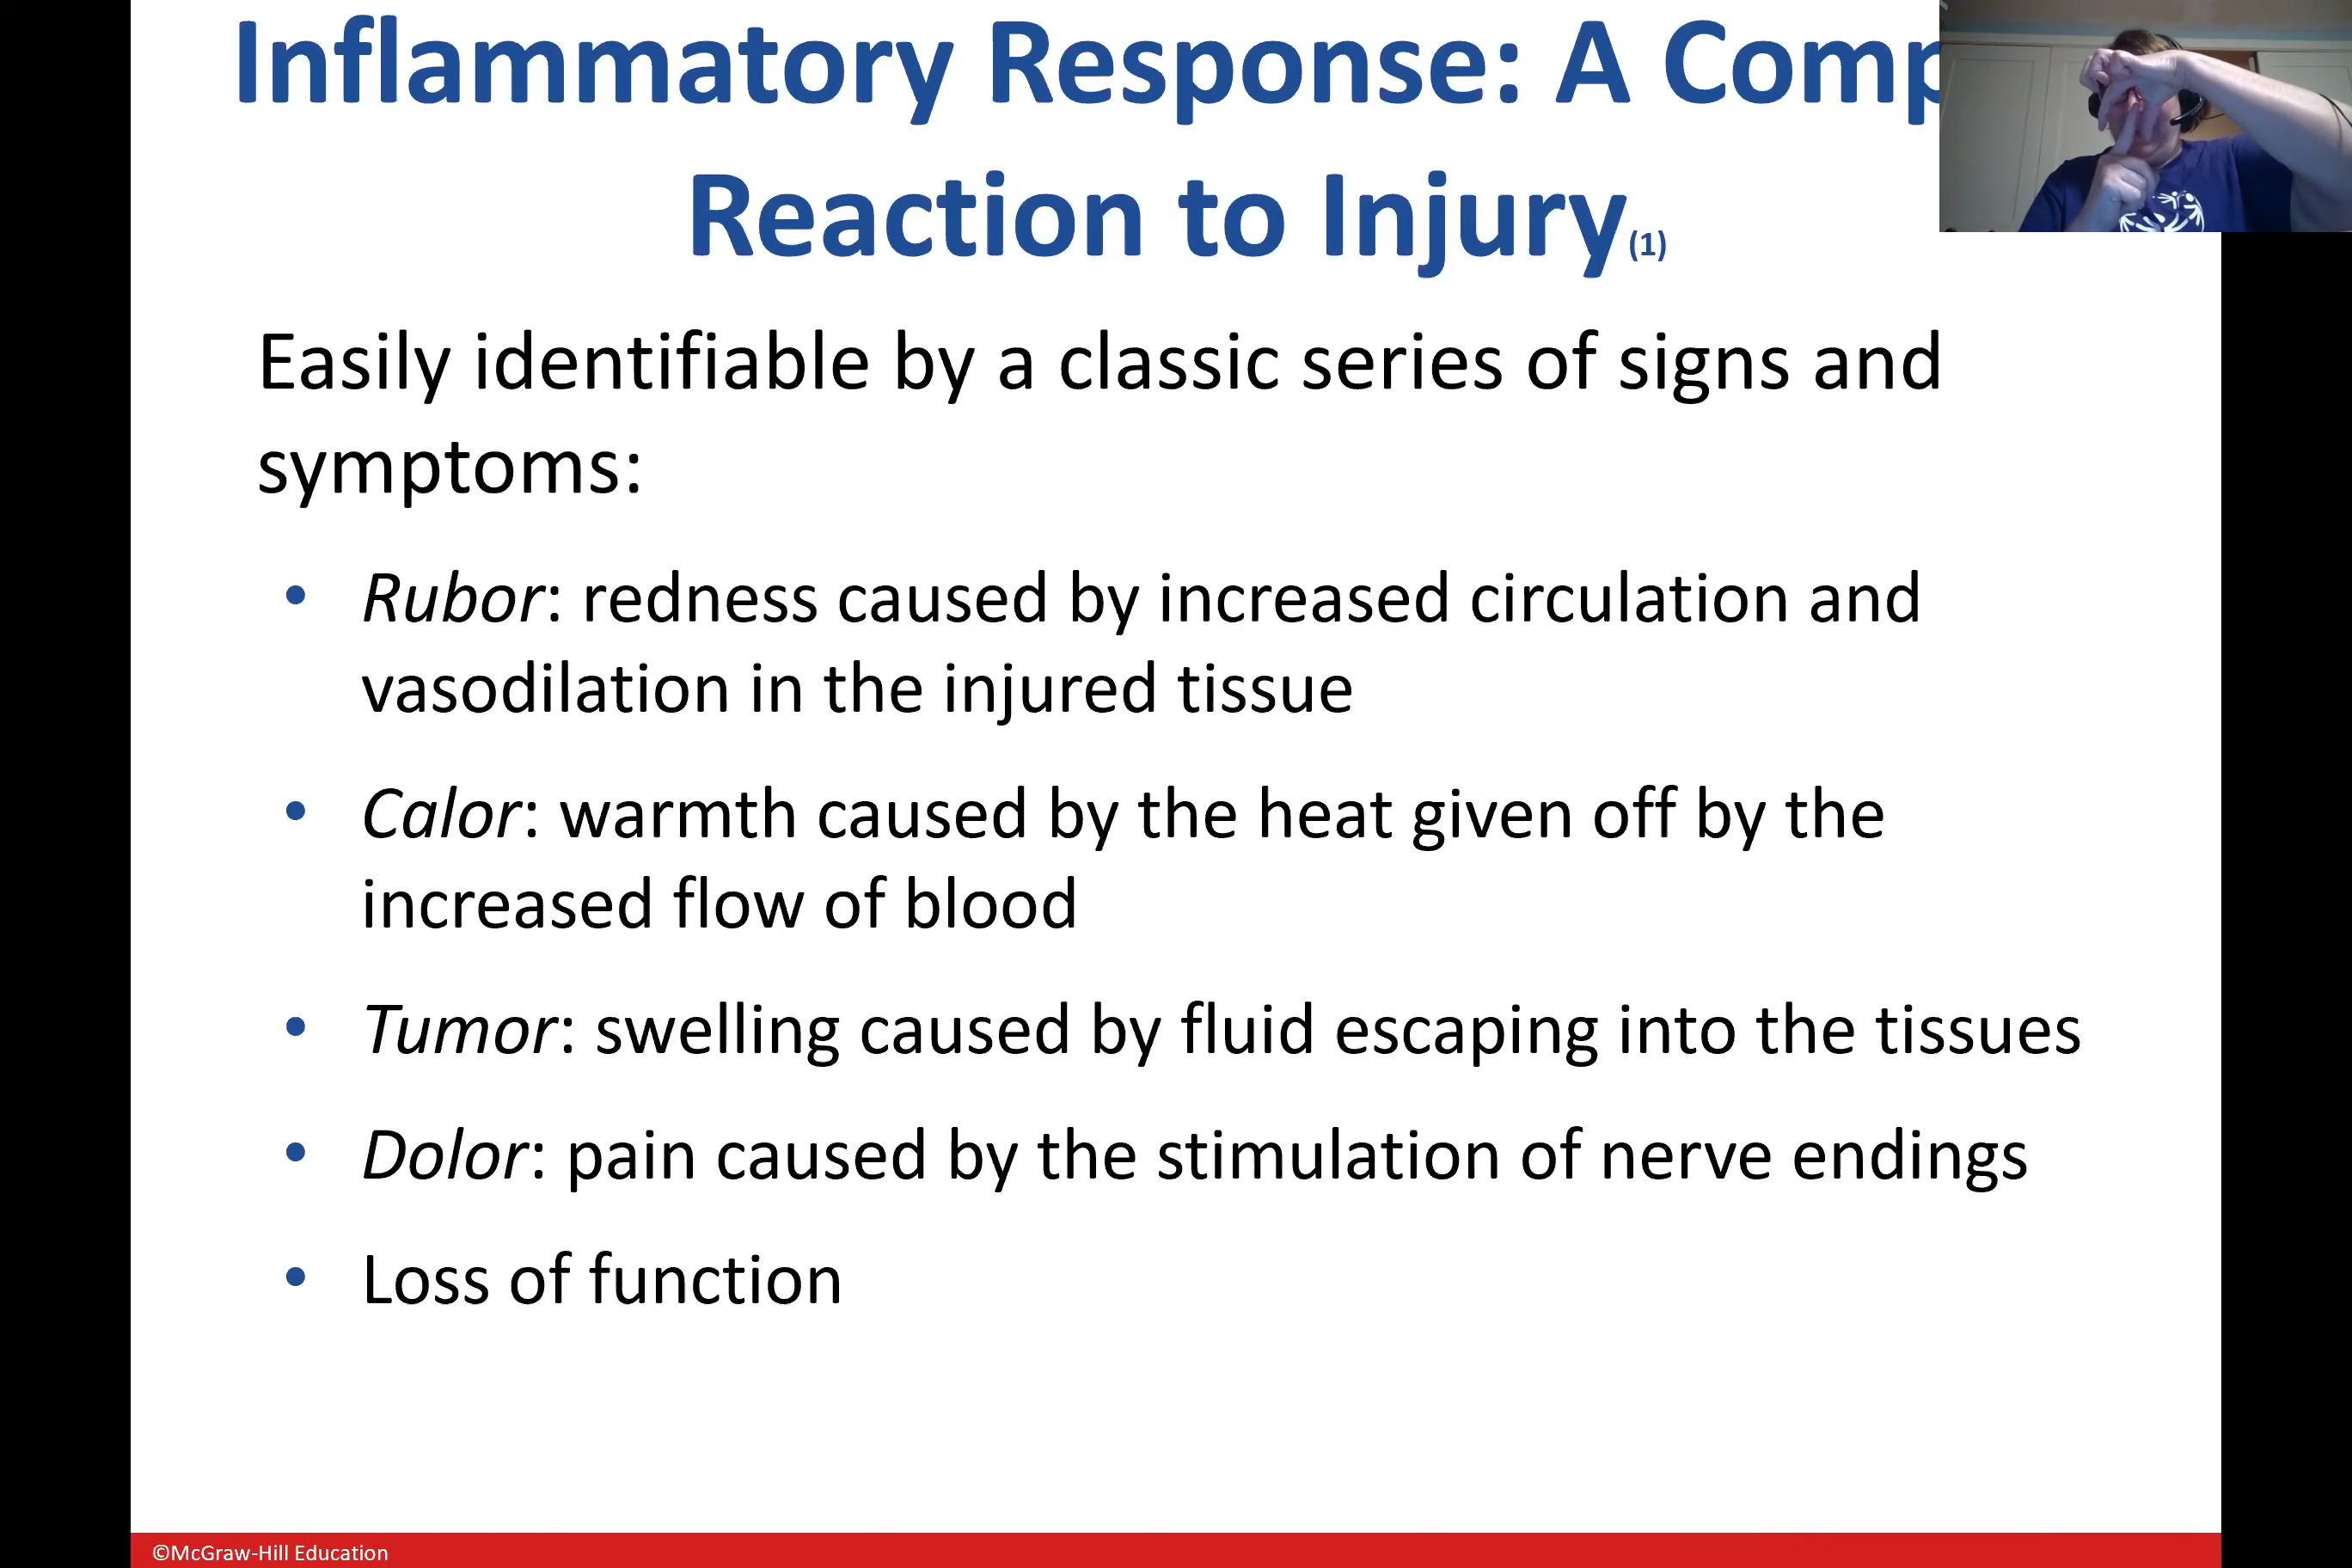 Inflammatory Response: A Comp
Reaction to Injury(1)
Easily identifiable by a classic series of signs and
symptoms:
• Rubor: redness caused by increased circulation and
vasodilation in the injured tissue
• Calor: warmth caused by the heat given off by the
increased flow of blood
• Tumor: swelling caused by fluid escaping into the tissues
• Dolor: pain caused by the stimulation of nerve endings
• Loss of function
©McGraw-Hill Education